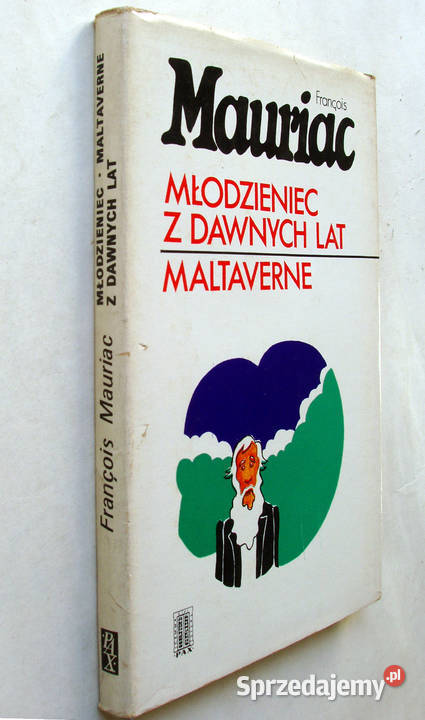 François
Mauriac
MŁODZIENIEC
Z DAWNYCH LAT
MALTAVERNE
PAX
François Mauriac MŁODZIENIEC · MALTAVERNE
Z DAWNYCH LAT
PAX
Sprzedajemy.pl